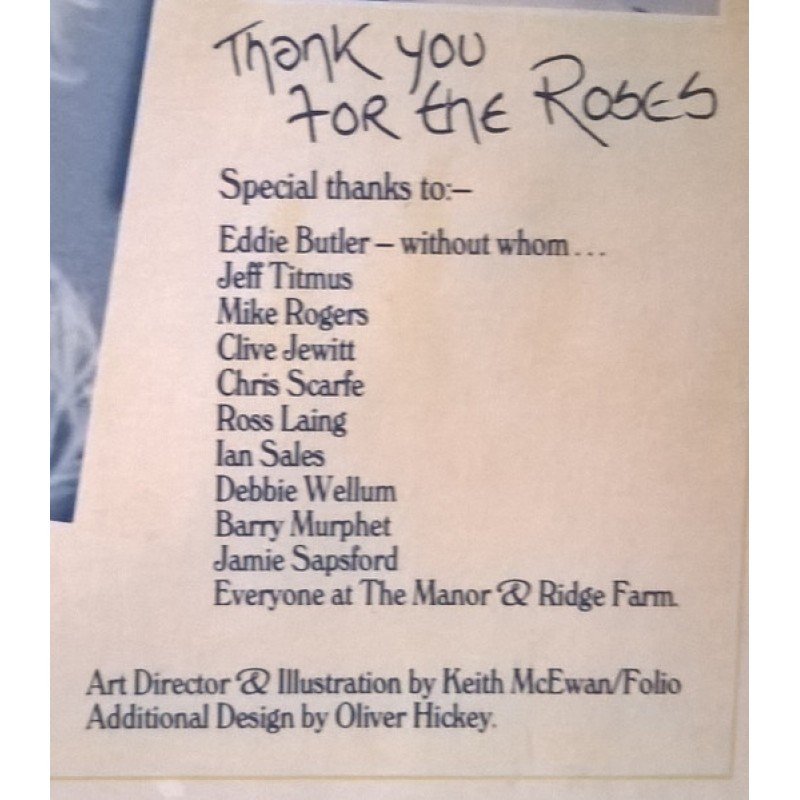 Thank you
for the Roses
Special thanks to:–
Eddie Butler – without whom...
Jeff Titmus
Mike Rogers
Clive Jewitt
Chris Scarfe
Ross Laing
Ian Sales
Debbie Wellum
Barry Murphet
Jamie Sapsford
Everyone at The Manor & Ridge Farm.
Art Director & Illustration by Keith McEwan/Folio
Additional Design by Oliver Hickey.